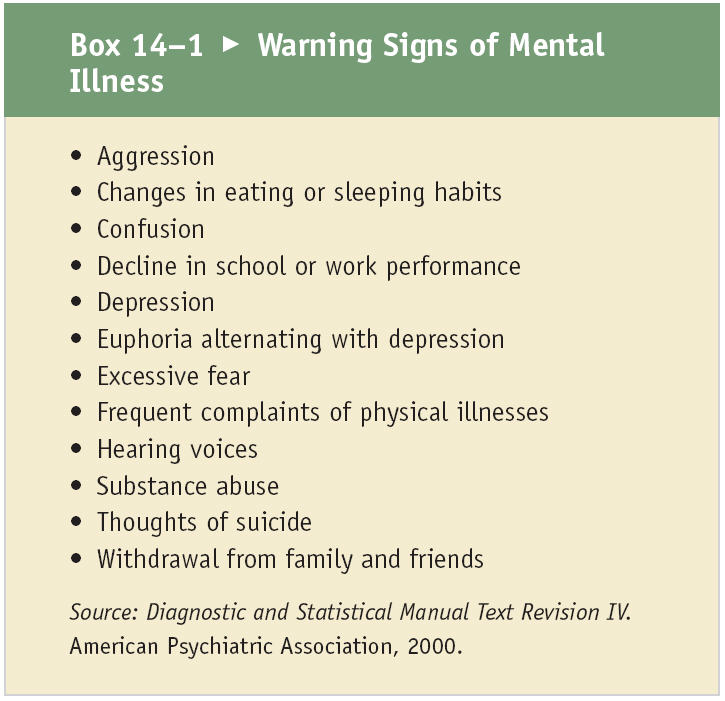 Box 14–1 ► Warning Signs of Mental
Illness
• Aggression
• Changes in eating or sleeping habits
• Confusion
• Decline in school or work performance
• Depression
• Euphoria alternating with depression
• Excessive fear
• Frequent complaints of physical illnesses
• Hearing voices
• Substance abuse
• Thoughts of suicide
• Withdrawal from family and friends
Source: Diagnostic and Statistical Manual Text Revision IV.
American Psychiatric Association, 2000.